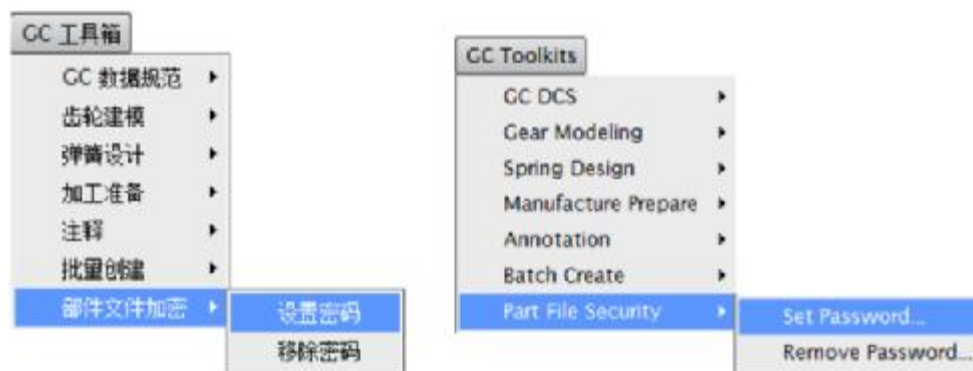 GC 工具箱
GC 数据规范
齿轮建模
弹簧设计
加工准备
注释
批量创建
部件文件加密
设置密码
移除密码
GC Toolkits
GC DCS
Gear Modeling
Spring Design
Manufacture Prepare
Annotation
Batch Create
Part File Security
Set Password...
Remove Password...